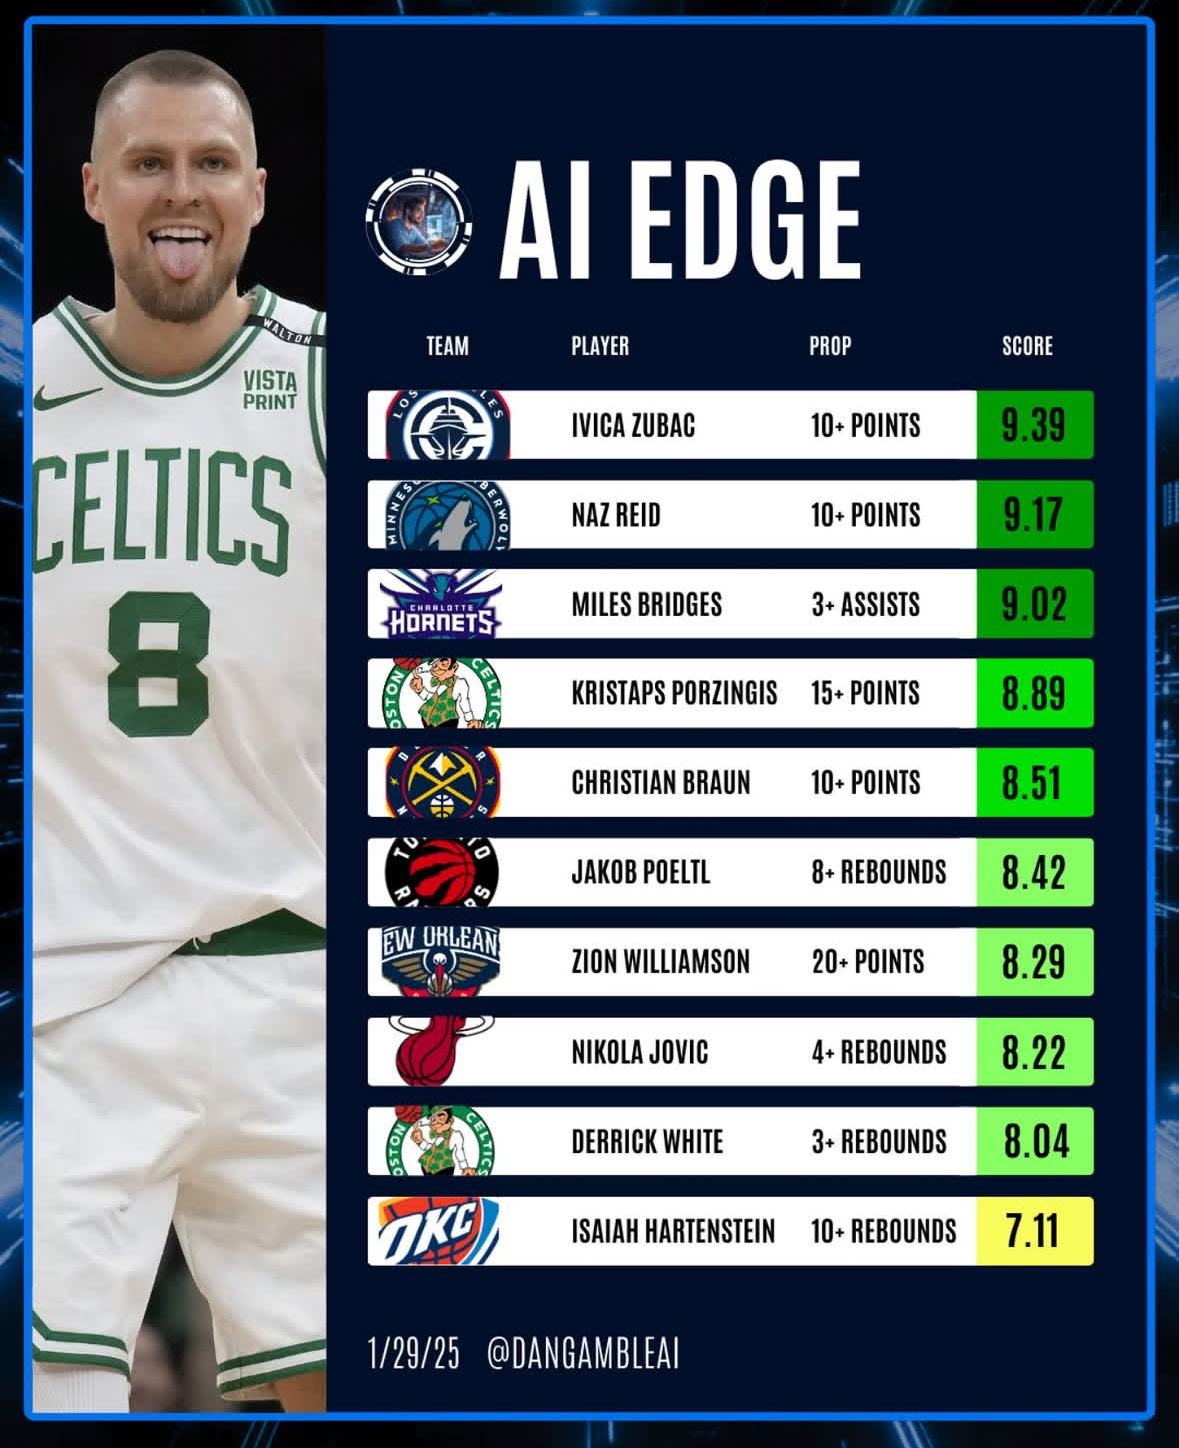 AI EDGE
TEAM PLAYER PROP SCORE
IVICA ZUBAC 10+ POINTS 9.39
NAZ REID 10+ POINTS 9.17
CHARLOTTE
HORNETS
MILES BRIDGES 3+ ASSISTS 9.02
CELTICS
KRISTAPS PORZINGIS 15+ POINTS 8.89
CHRISTIAN BRAUN 10+ POINTS 8.51
JAKOB POELTL 8+ REBOUNDS 8.42
ZION WILLIAMSON 20+ POINTS 8.29
NIKOLA JOVIC 4+ REBOUNDS 8.22
CELTICS
DERRICK WHITE 3+ REBOUNDS 8.04
OKC
ISAIAH HARTENSTEIN 10+ REBOUNDS 7.11
1/29/25 @DANGAMBLEAI
WALTON
VISTA
PRINT
CELTICS
8